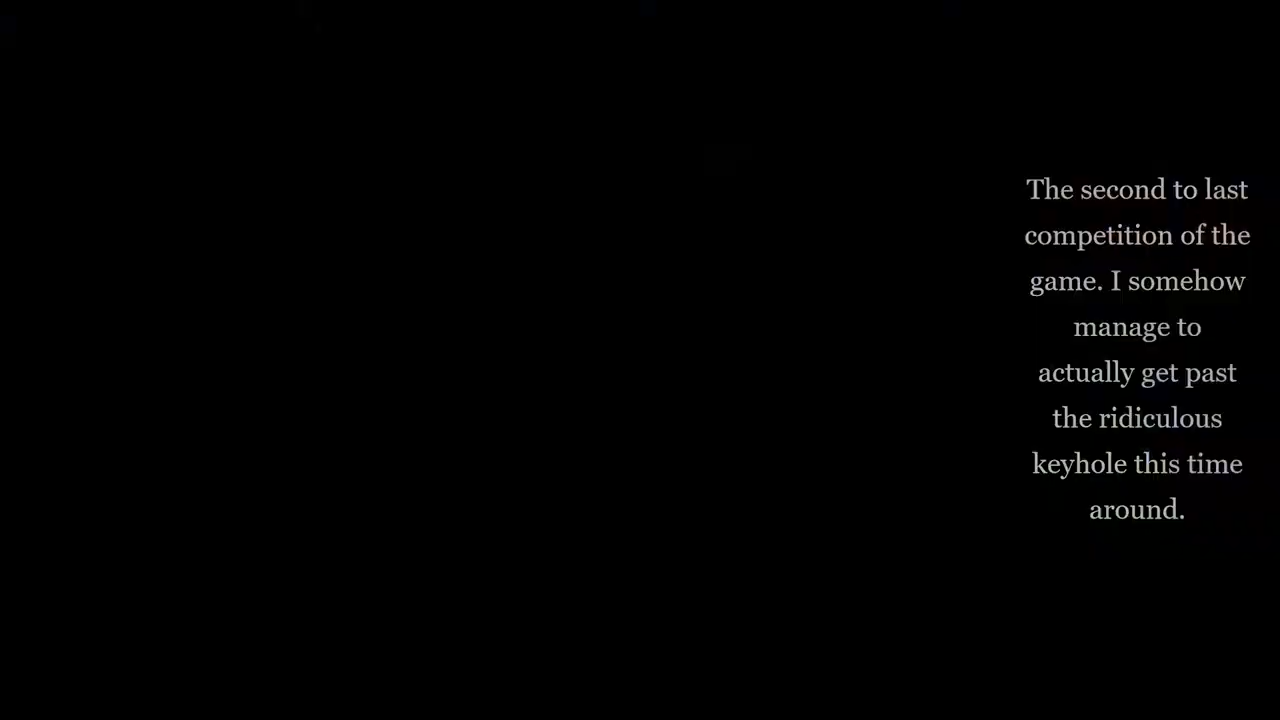 The second to last
competition of the
game. I somehow
manage to
actually get past
the ridiculous
keyhole this time
around.